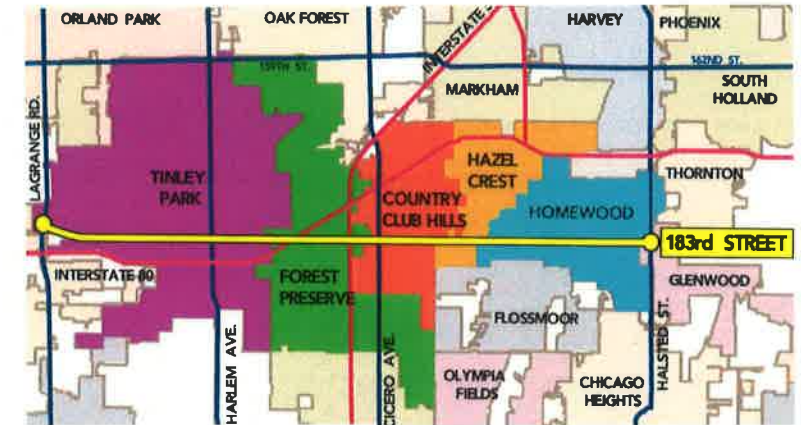 ORLAND PARK
OAK FOREST
HARVEY
PHOENIX
INTERSTATE
159TH ST.
162ND ST.
MARKHAM
SOUTH
HOLLAND
LAGRANGE RD.
TINLEY
PARK
HAZEL
CREST
THORNTON
COUNTRY
CLUB HILLS
HOMEWOOD
183rd STREET
INTERSTATE 80
FOREST
PRESERVE
GLENWOOD
FLOSSMOOR
HARLEM AVE.
CICERO AVE.
HALSTED ST.
OLYMPIA
FIELDS
CHICAGO
HEIGHTS